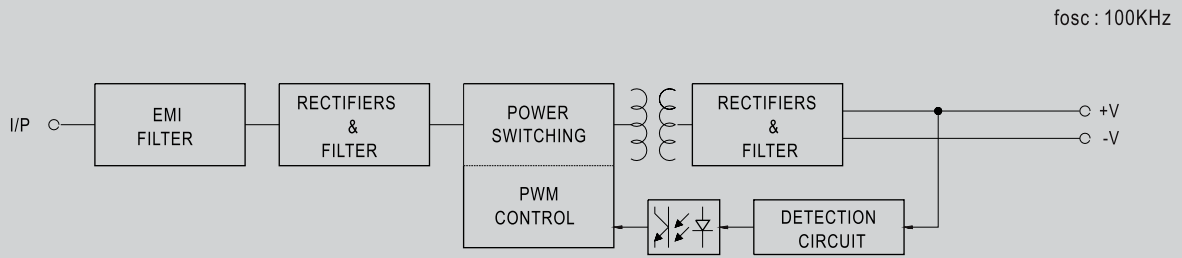 fosc : 100KHz
I/P
EMI
FILTER
RECTIFIERS
&
FILTER
POWER
SWITCHING
PWM
CONTROL
RECTIFIERS
&
FILTER
+V
-V
DETECTION
CIRCUIT